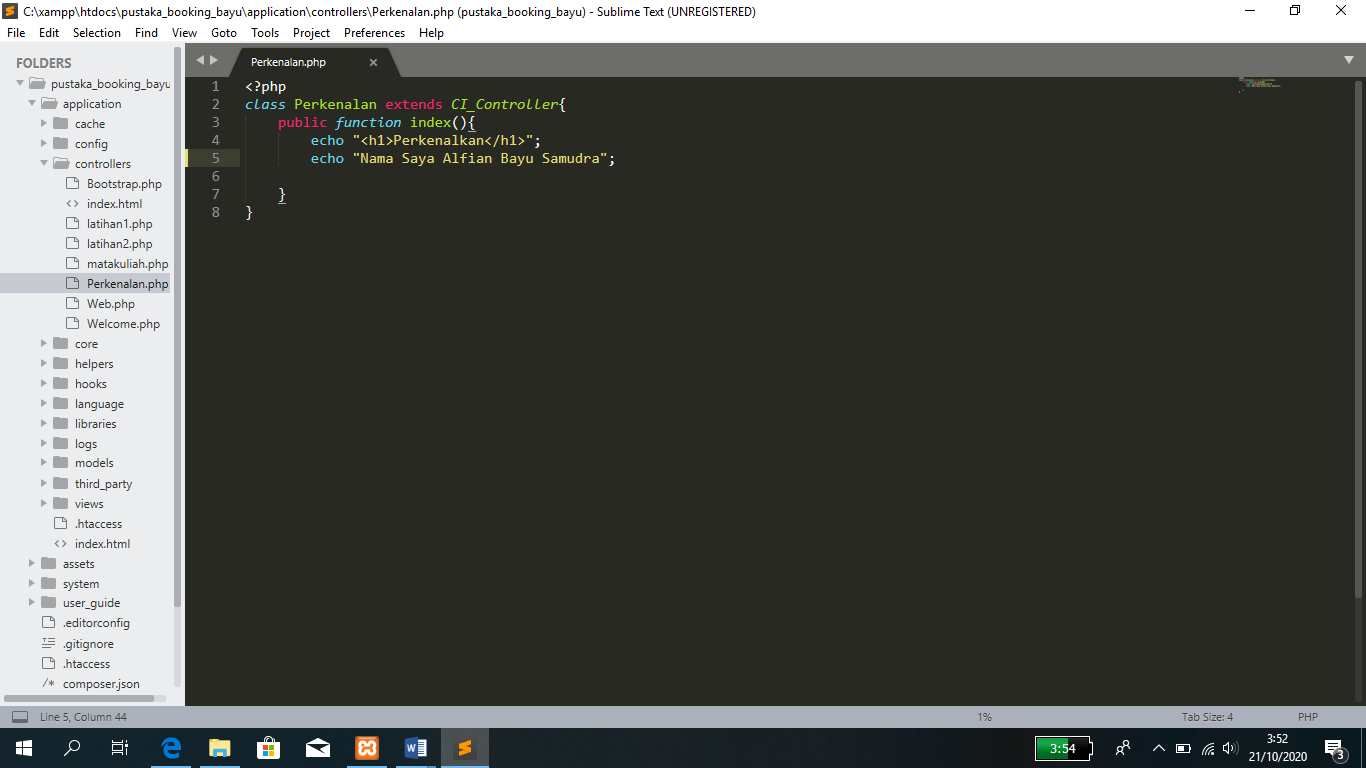 C:\xampp\htdocs\pustaka_booking_bayu\application\controllers\Perkenalan.php (pustaka_booking_bayu) - Sublime Text (UNREGISTERED)
File Edit Selection Find View Goto Tools Project Preferences Help
FOLDERS
pustaka_booking_bayu
application
cache
config
controllers
Bootstrap.php
<> index.html
latihan1.php
latihan2.php
matakuliah.php
Perkenalan.php
Web.php
Welcome.php
core
helpers
hooks
language
libraries
logs
models
third_party
views
.htaccess
<> index.html
assets
system
user_guide
.editorconfig
.gitignore
.htaccess
/* composer.json
Perkenalan.php
1 <?php
2 class Perkenalan extends CI_Controller{
3 public function index(){
4 echo "<h1>Perkenalkan</h1>";
5 echo "Nama Saya Alfian Bayu Samudra";
6
7 }
8 }
Line 5, Column 44 1% Tab Size: 4 PHP
3:54
3:52
21/10/2020
3